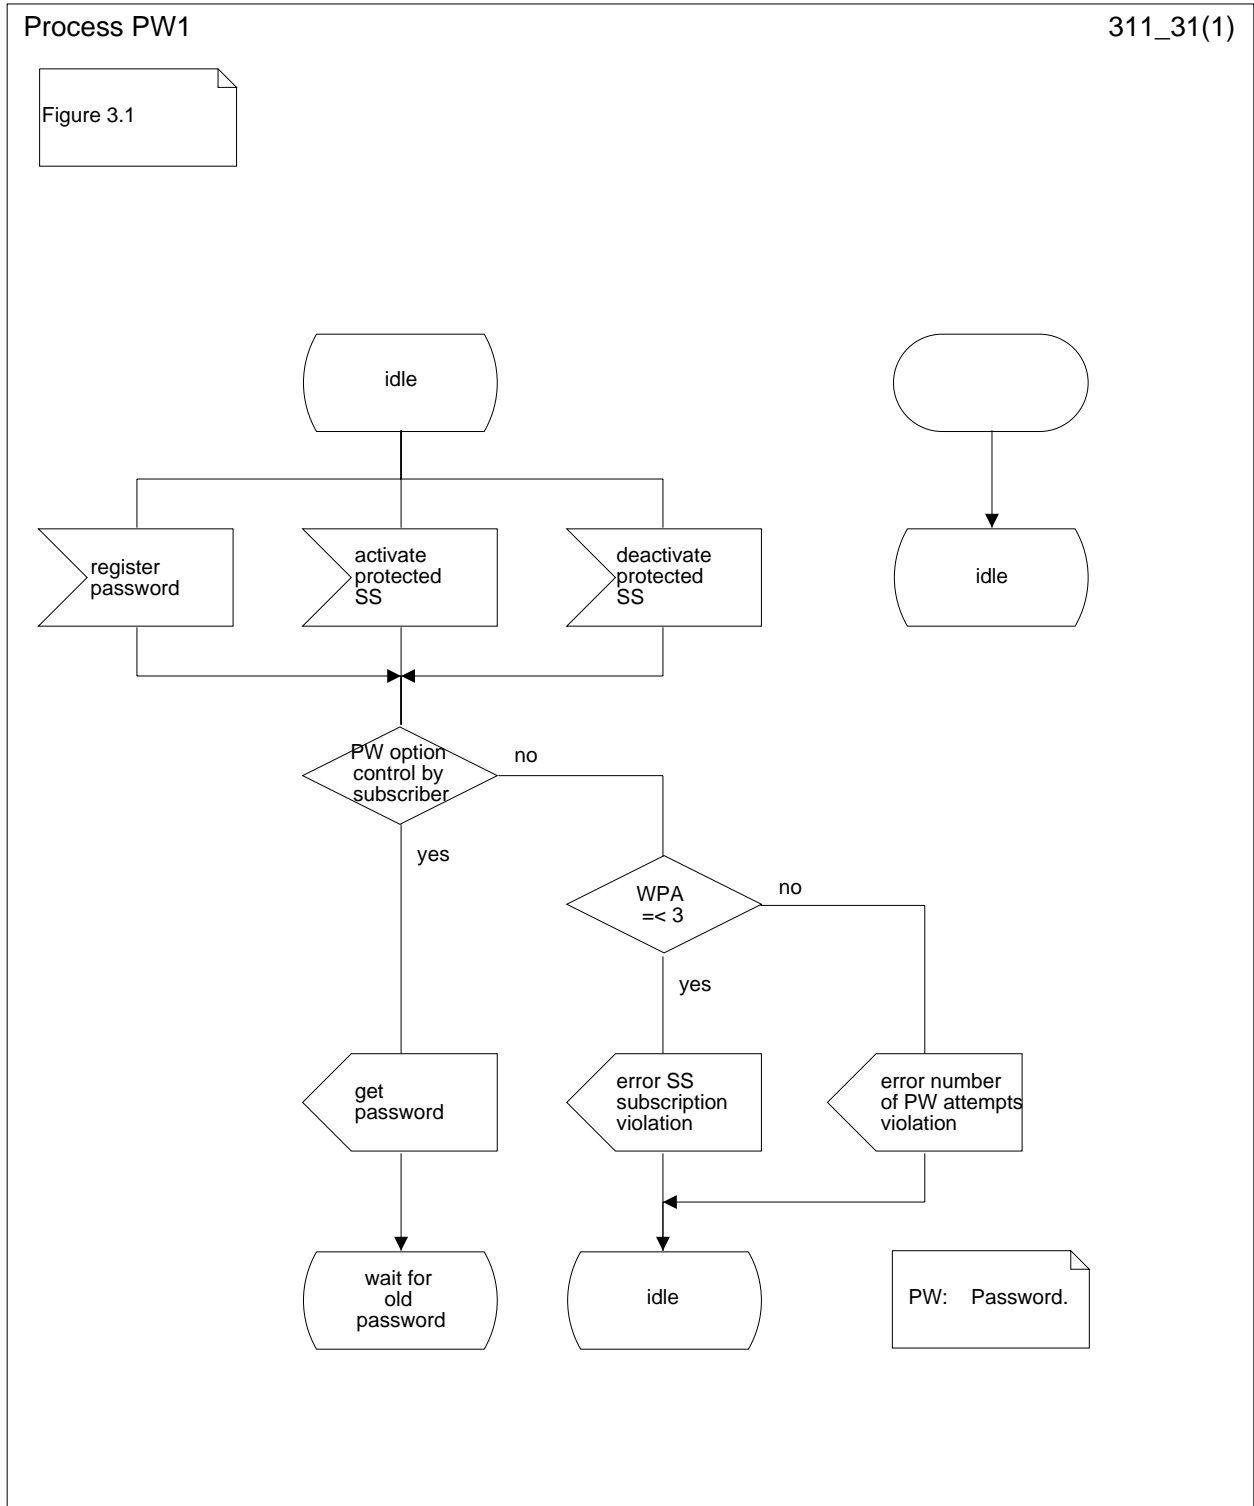 Process PW1
311_31(1)
Figure 3.1
idle
register
password
activate
protected
SS
deactivate
protected
SS
idle
PW option
control by
subscriber
no
yes
WPA
=< 3
no
yes
get
password
error SS
subscription
violation
error number
of PW attempts
violation
wait for
old
password
idle
PW: Password.